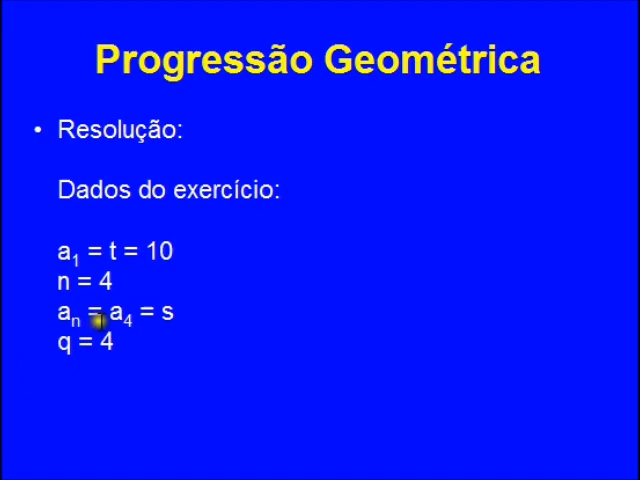 Progressão Geométrica
• Resolução:
Dados do exercício:
a₁ = t = 10
n = 4
aₙ = a₄ = s
q = 4